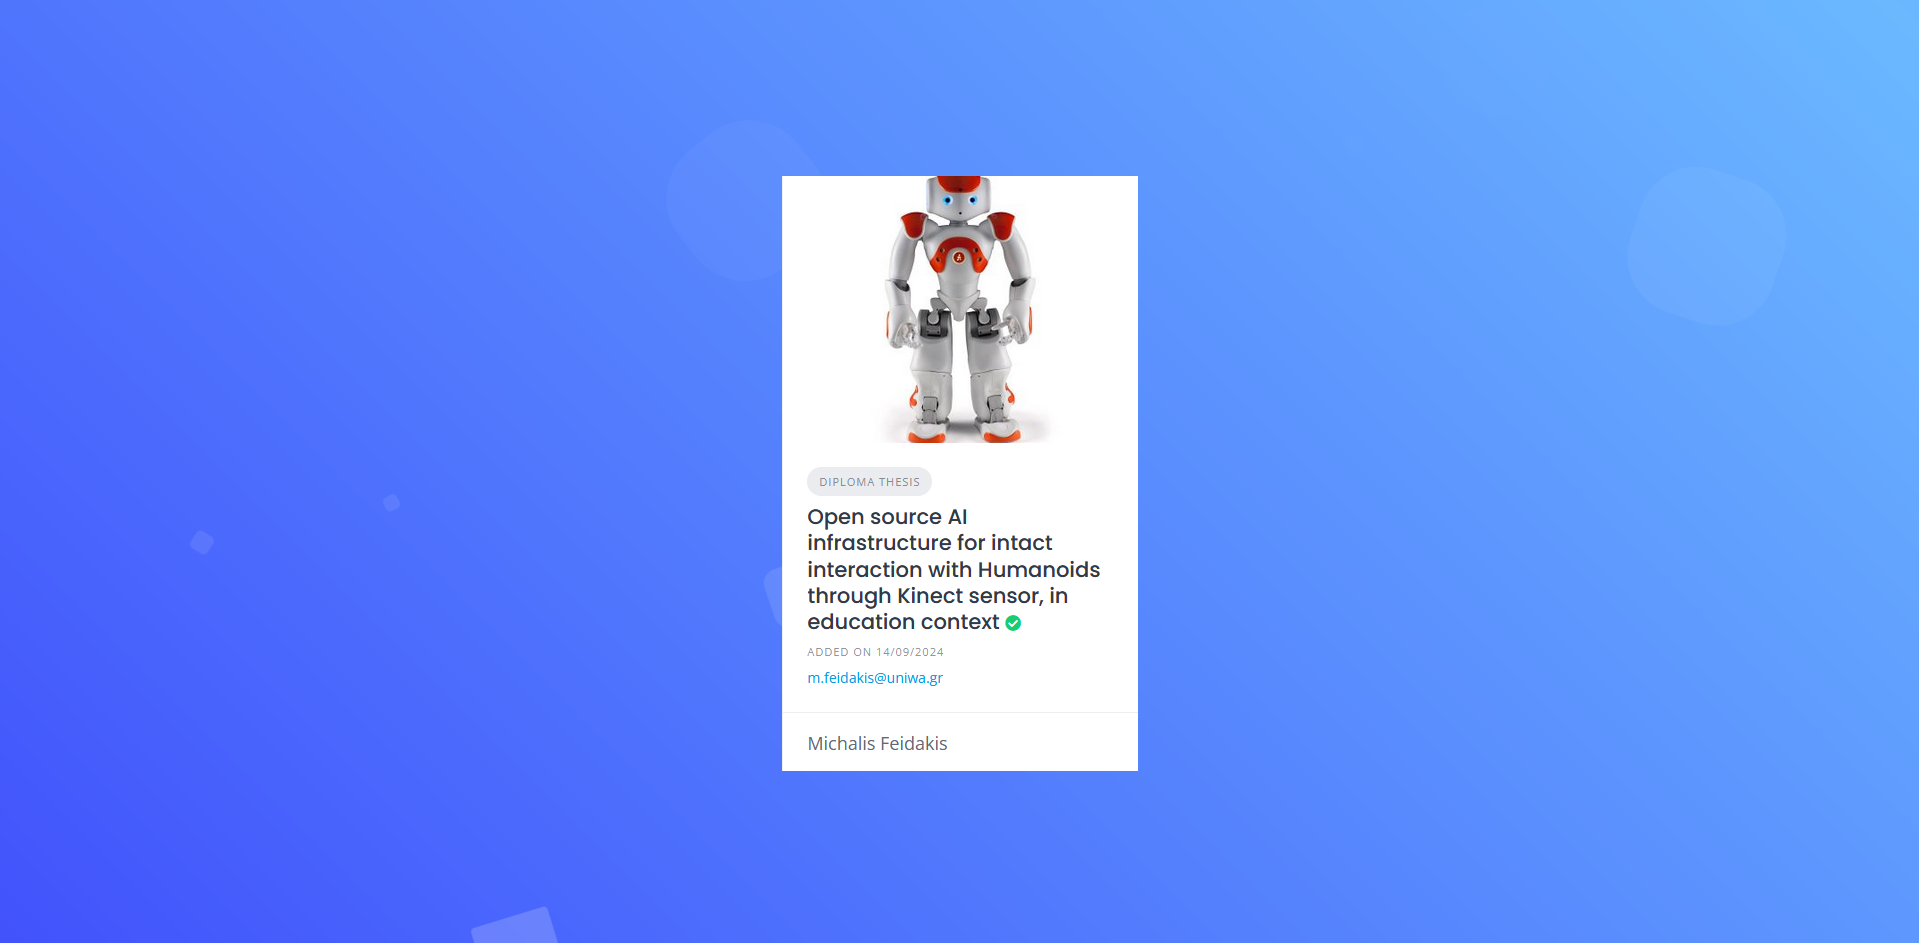 DIPLOMA THESIS
Open source AI
infrastructure for intact
interaction with Humanoids
through Kinect sensor, in
education context
ADDED ON 14/09/2024
m.feidakis@uniwa.gr
Michalis Feidakis